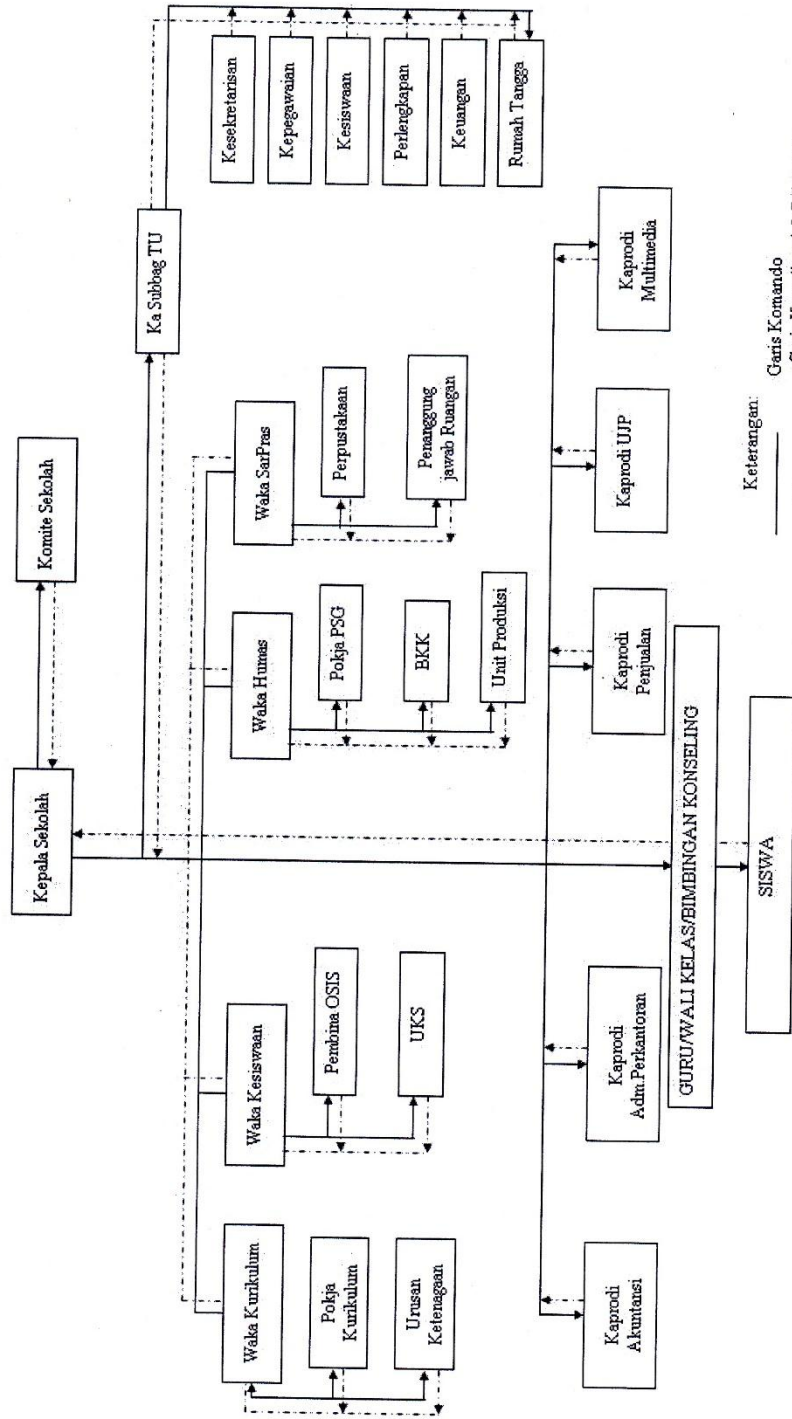 Kepala Sekolah
Komite Sekolah
Ka Subbag TU
Kesekretarisan
Kepegawaian
Kesiswaan
Perlengkapan
Keuangan
Rumah Tangga
Waka Kurikulum
Pokja
Kurikulum
Urusan
Ketenagaan
Waka Kesiswaan
Pembina OSIS
UKS
Waka Humas
Pokja PSG
BKK
Unit Produksi
Waka SarPras
Perpustakaan
Penanggung
jawab Ruangan
Kaprodi
Akuntansi
Kaprodi
Adm.Perkantoran
Kaprodi
Penjualan
Kaprodi UJP
Kaprodi
Multimedia
GURU/WALI KELAS/BIMBINGAN KONSELING
SISWA
Keterangan:
Garis Komando